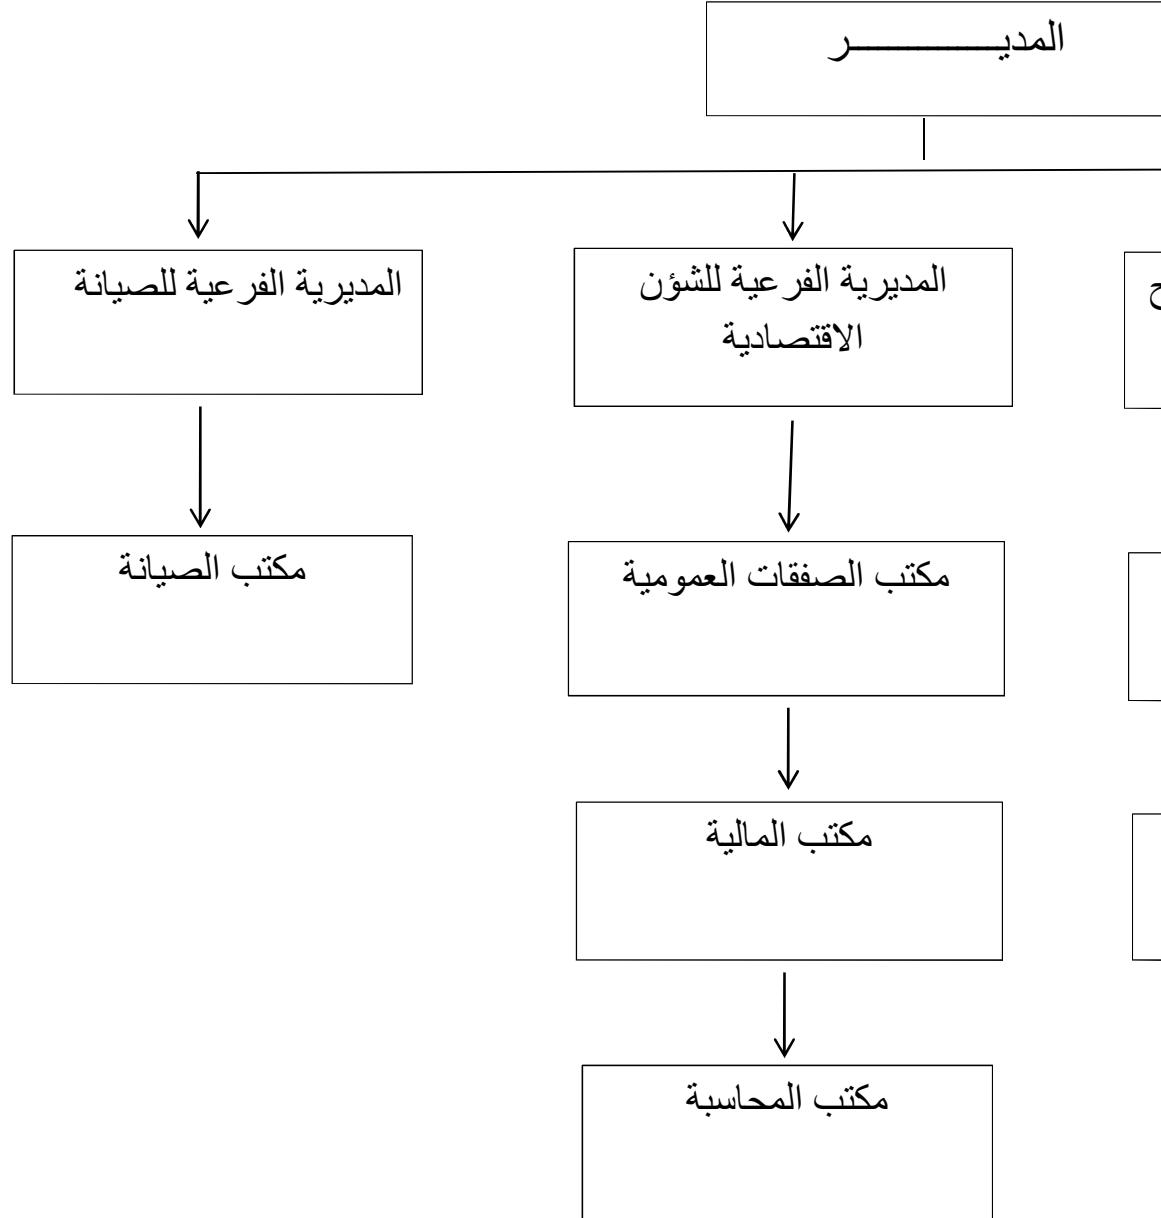 المديـــــــــــــر
المديرية الفرعية للشؤن
الاقتصادية
المديرية الفرعية للصيانة
مكتب الصفقات العمومية
مكتب الصيانة
مكتب المالية
مكتب المحاسبة